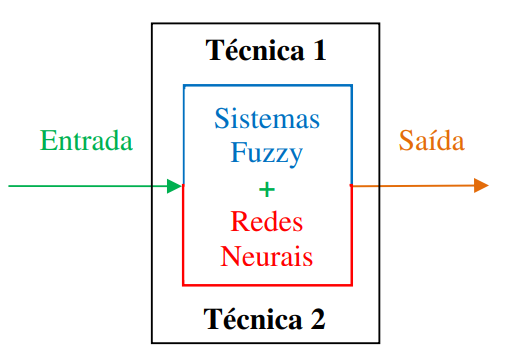 Técnica 1
Sistemas
Fuzzy
Entrada
Saída
+
Redes
Neurais
Técnica 2